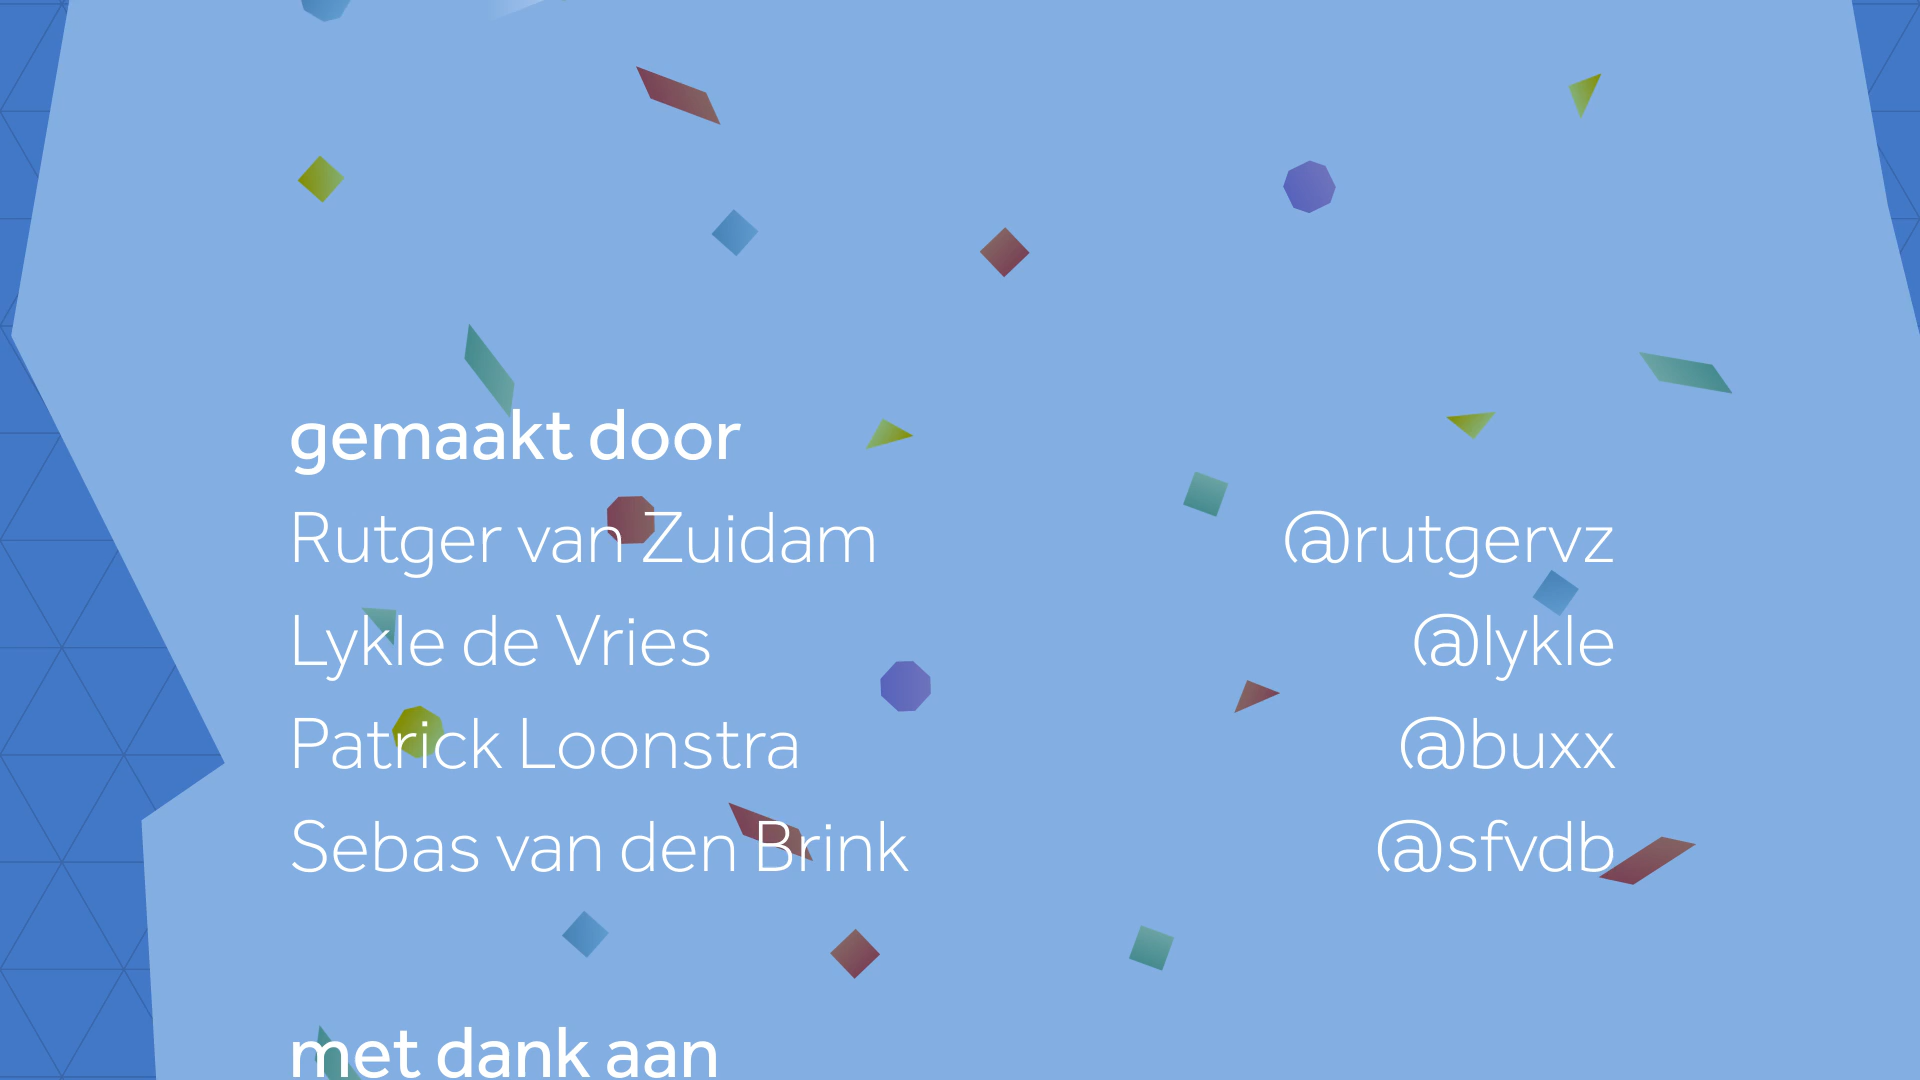 gemaakt door
Rutger van Zuidam @rutgervz
Lykle de Vries @lykle
Patrick Loonstra @buxx
Sebas van den Brink @sfvdb
met dank aan